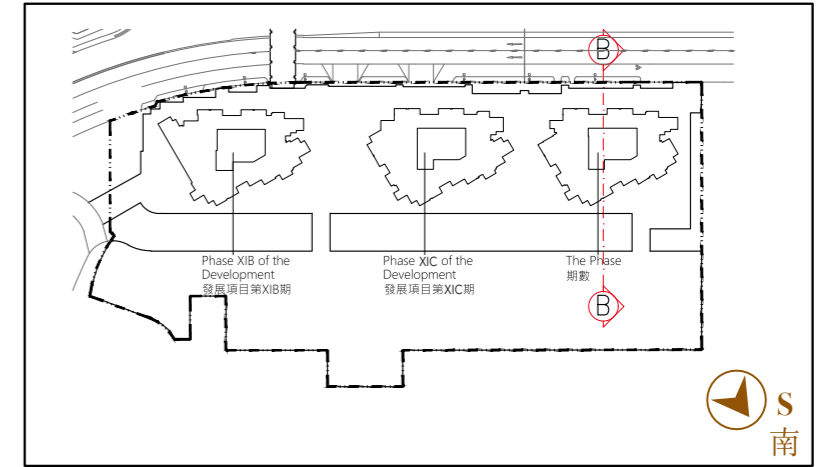 B
Phase XIB of the
Development
發展項目第XIB期
Phase XIC of the
Development
發展項目第XIC期
The Phase
期數
B
S
南